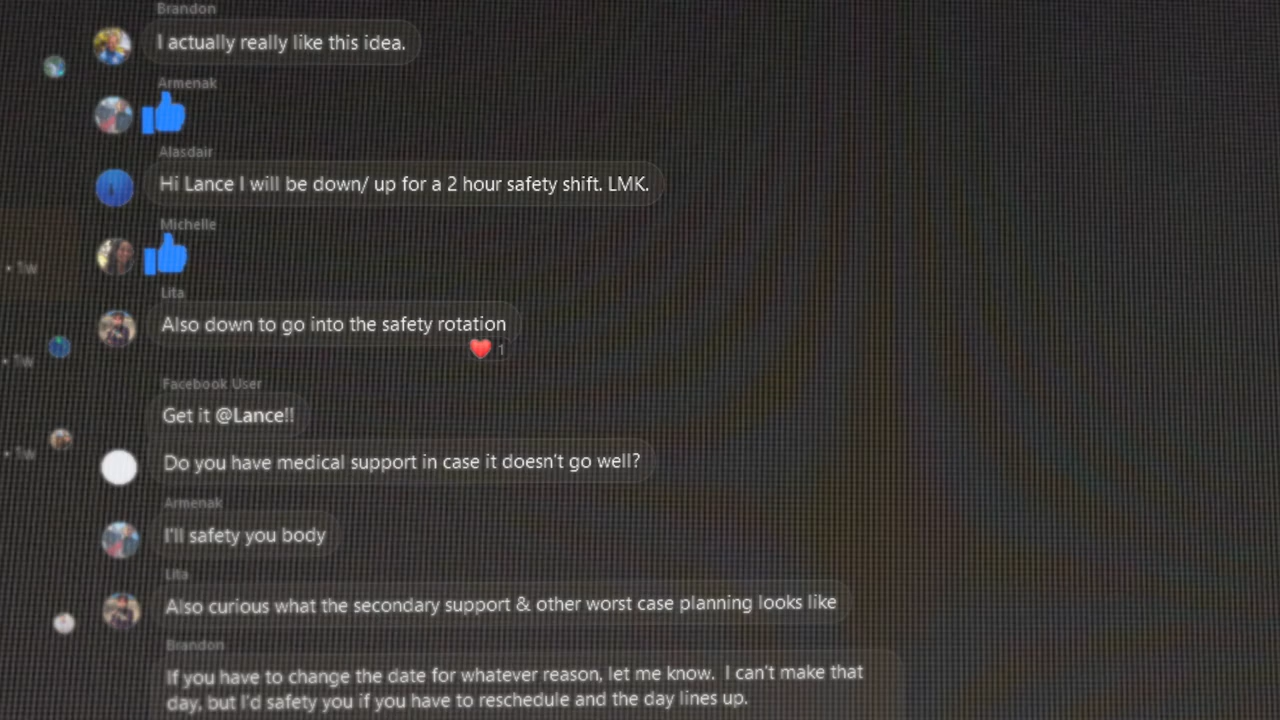 Brandon
I actually really like this idea.
Armenak
Alasdair
Hi Lance I will be down/ up for a 2 hour safety shift. LMK.
Michelle
• 1w
Lita
Also down to go into the safety rotation
1
• 1w
Facebook User
Get it @Lance!!
• 1w
Do you have medical support in case it doesn't go well?
Armenak
I'll safety you body
Lita
Also curious what the secondary support & other worst case planning looks like
Brandon
If you have to change the date for whatever reason, let me know. I can't make that
day, but I'd safety you if you have to reschedule and the day lines up.